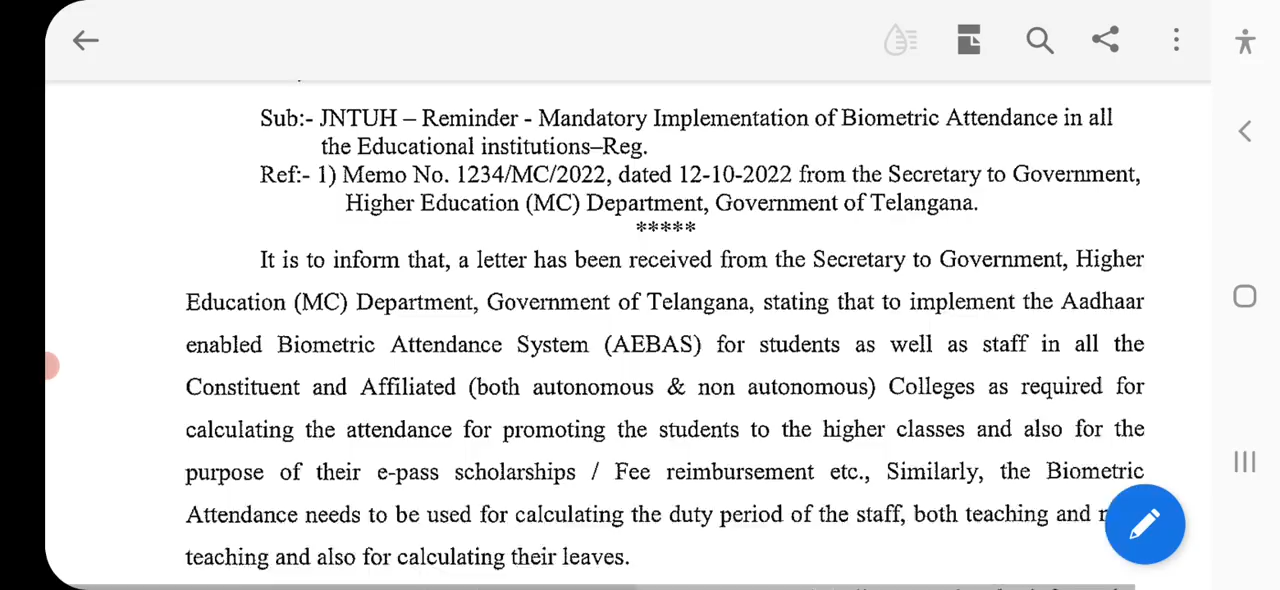 Sub:- JNTUH – Reminder - Mandatory Implementation of Biometric Attendance in all
the Educational institutions–Reg.
Ref:- 1) Memo No. 1234/MC/2022, dated 12-10-2022 from the Secretary to Government,
Higher Education (MC) Department, Government of Telangana.
*****
It is to inform that, a letter has been received from the Secretary to Government, Higher
Education (MC) Department, Government of Telangana, stating that to implement the Aadhaar
enabled Biometric Attendance System (AEBAS) for students as well as staff in all the
Constituent and Affiliated (both autonomous & non autonomous) Colleges as required for
calculating the attendance for promoting the students to the higher classes and also for the
purpose of their e-pass scholarships / Fee reimbursement etc., Similarly, the Biometric
Attendance needs to be used for calculating the duty period of the staff, both teaching and
teaching and also for calculating their leaves.